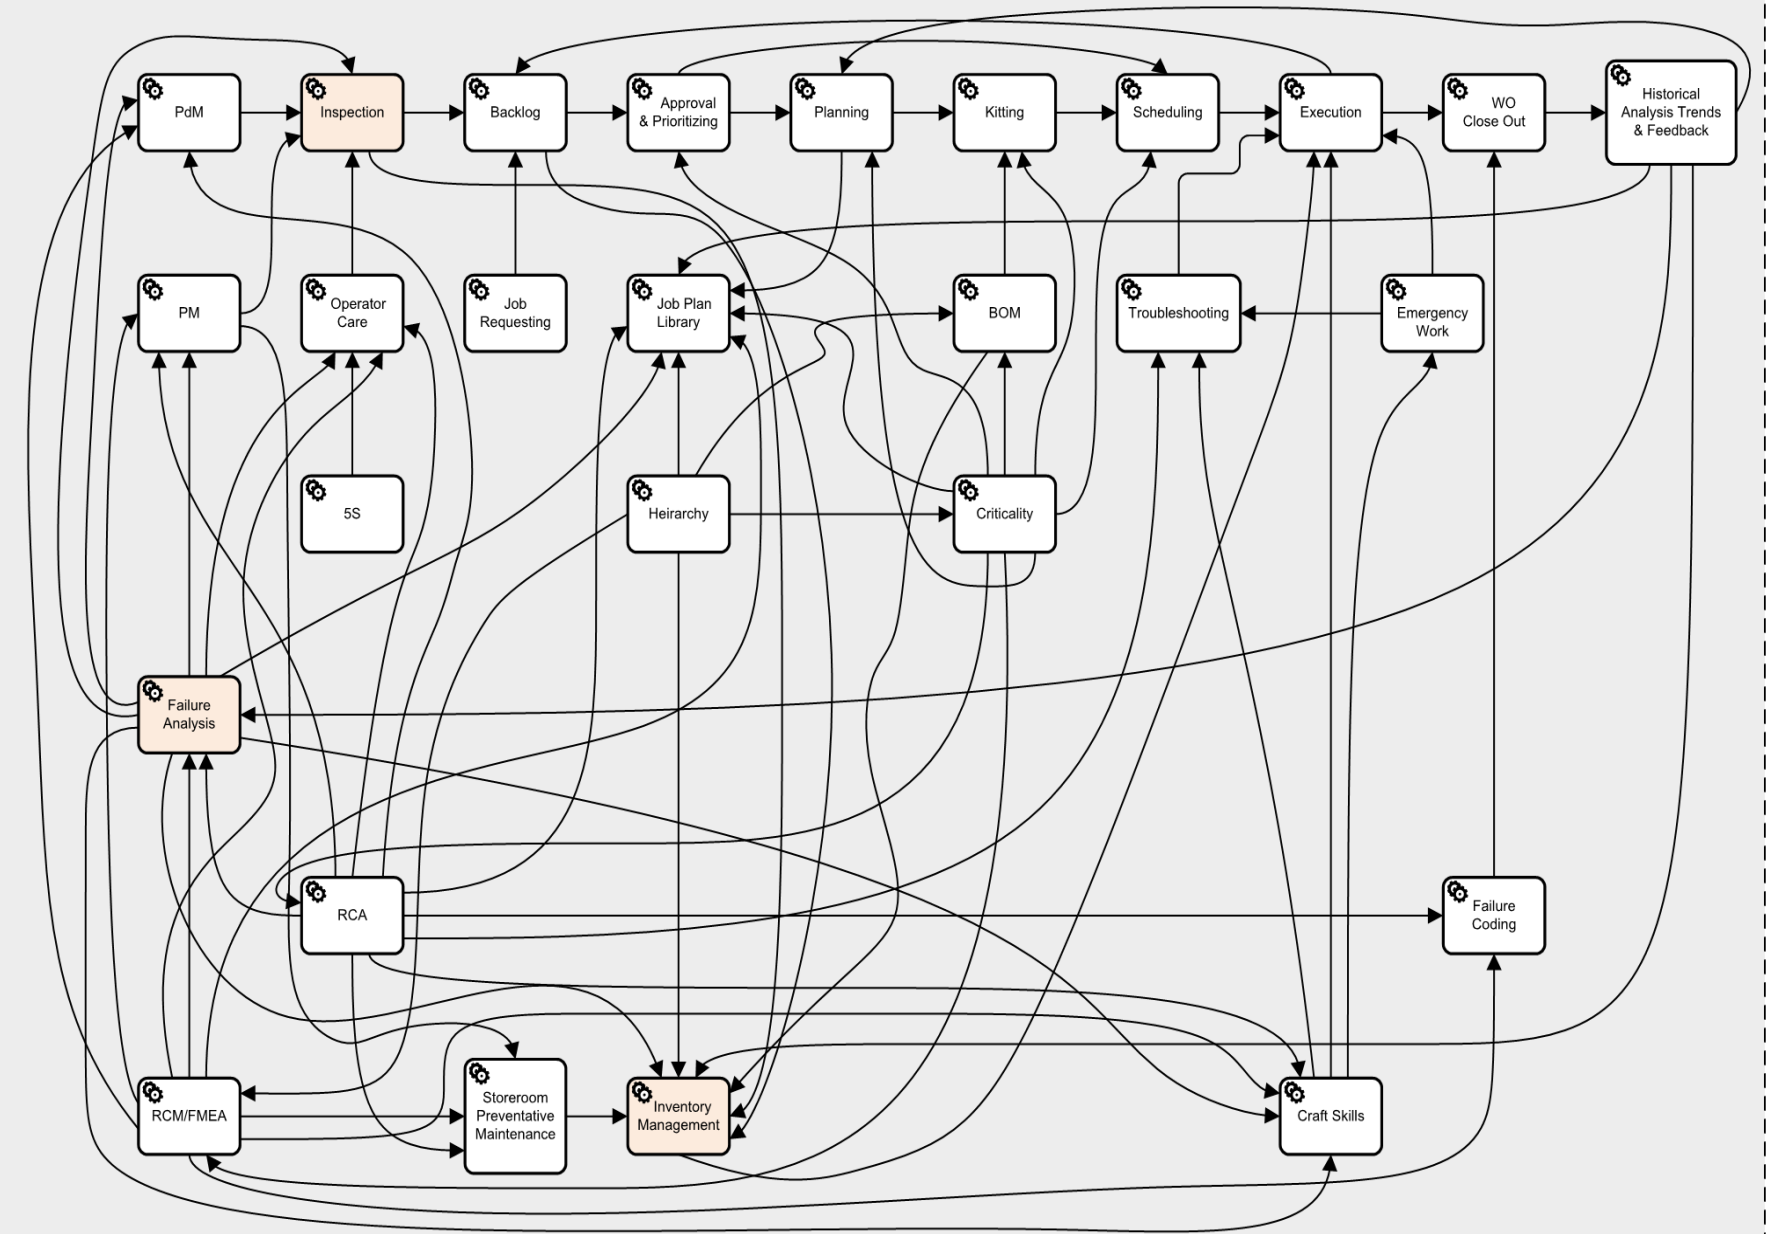 PdM
Inspection
Backlog
Approval
& Prioritizing
Planning
Kitting
Scheduling
Execution
WO
Close Out
Historical
Analysis Trends
& Feedback
PM
Operator
Care
Job
Requesting
Job Plan
Library
BOM
Troubleshooting
Emergency
Work
5S
Heirarchy
Criticality
Failure
Analysis
RCA
Failure
Coding
RCM/FMEA
Storeroom
Preventative
Maintenance
Inventory
Management
Craft Skills